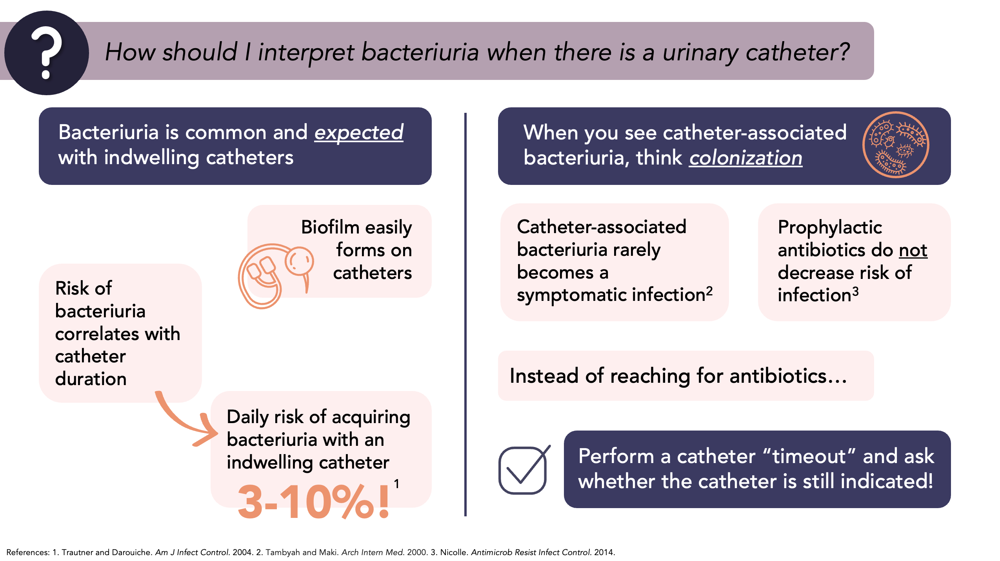 ?
How should I interpret bacteriuria when there is a urinary catheter?
Bacteriuria is common and expected
with indwelling catheters
Biofilm easily
forms on
catheters
Risk of
bacteriuria
correlates with
catheter
duration
Daily risk of acquiring
bacteriuria with an
indwelling catheter
3-10%!¹
When you see catheter-associated
bacteriuria, think colonization
Catheter-associated
bacteriuria rarely
becomes a
symptomatic infection²
Prophylactic
antibiotics do not
decrease risk of
infection³
Instead of reaching for antibiotics…
Perform a catheter “timeout” and ask
whether the catheter is still indicated!
References: 1. Trautner and Darouiche. Am J Infect Control. 2004. 2. Tambyah and Maki. Arch Intern Med. 2000. 3. Nicolle. Antimicrob Resist Infect Control. 2014.